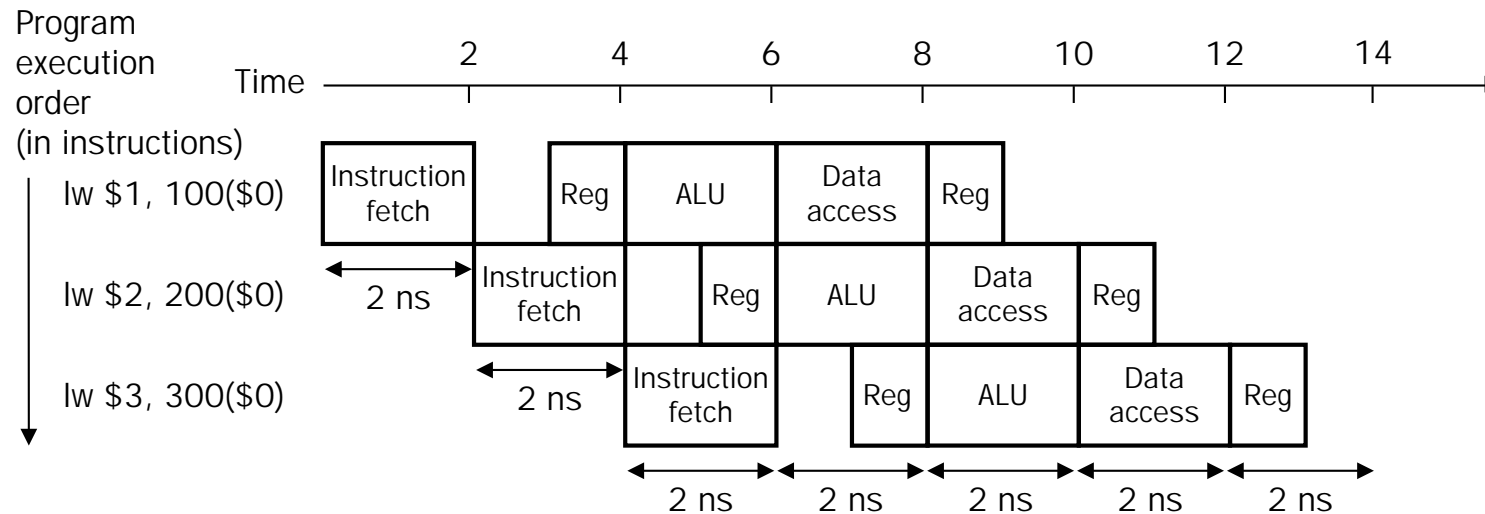 Program
execution
order
(in instructions)
Time
2 4 6 8 10 12 14
lw $1, 100($0)
Instruction
fetch
Reg
ALU
Data
access
Reg
2 ns
lw $2, 200($0)
Instruction
fetch
Reg
ALU
Data
access
Reg
2 ns
lw $3, 300($0)
Instruction
fetch
Reg
ALU
Data
access
Reg
2 ns 2 ns 2 ns 2 ns 2 ns